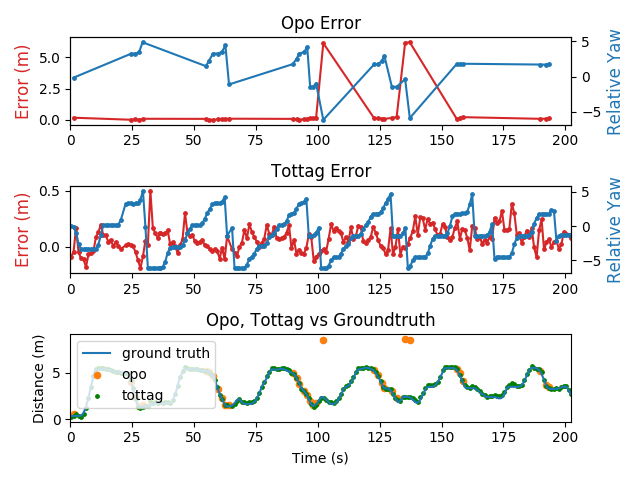 Opo Error
Error (m)
5.0
2.5
0.0
5
0
−5
Relative Yaw
0 25 50 75 100 125 150 175 200
Tottag Error
Error (m)
0.5
0.0
5
0
−5
Relative Yaw
0 25 50 75 100 125 150 175 200
Opo, Tottag vs Groundtruth
Distance (m)
5
0
ground truth
opo
tottag
0 25 50 75 100 125 150 175 200
Time (s)